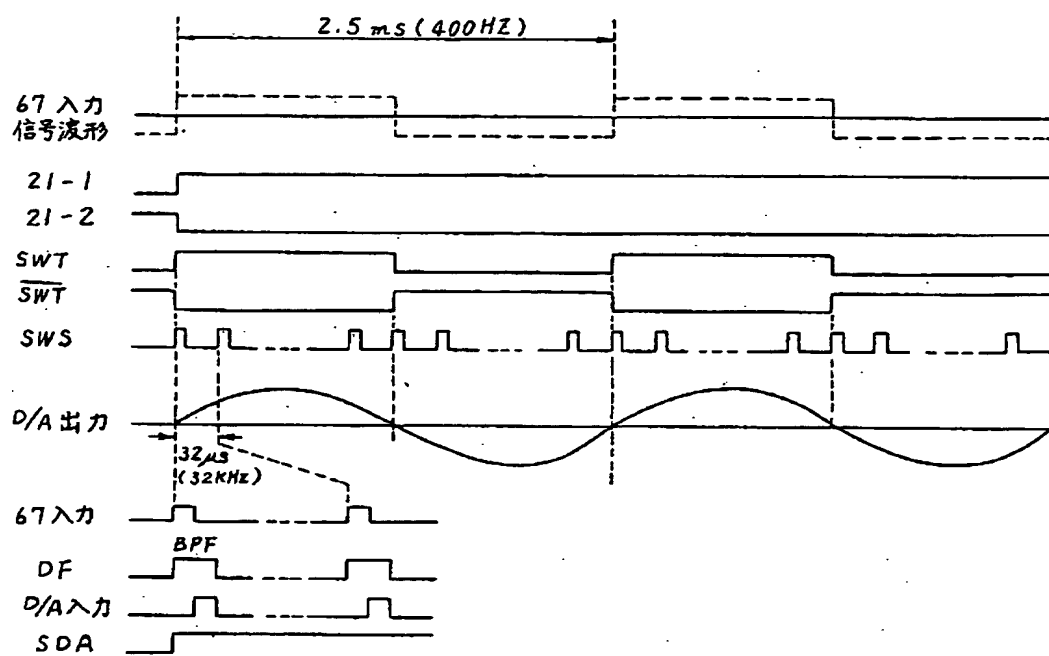 2.5 ms (400HZ)
67 入力
信号波形
21-1
21-2
SWT
SWT
SWS
D/A 出力
32μs
(32KHz)
67入力
BPF
DF
D/A入力
SDA